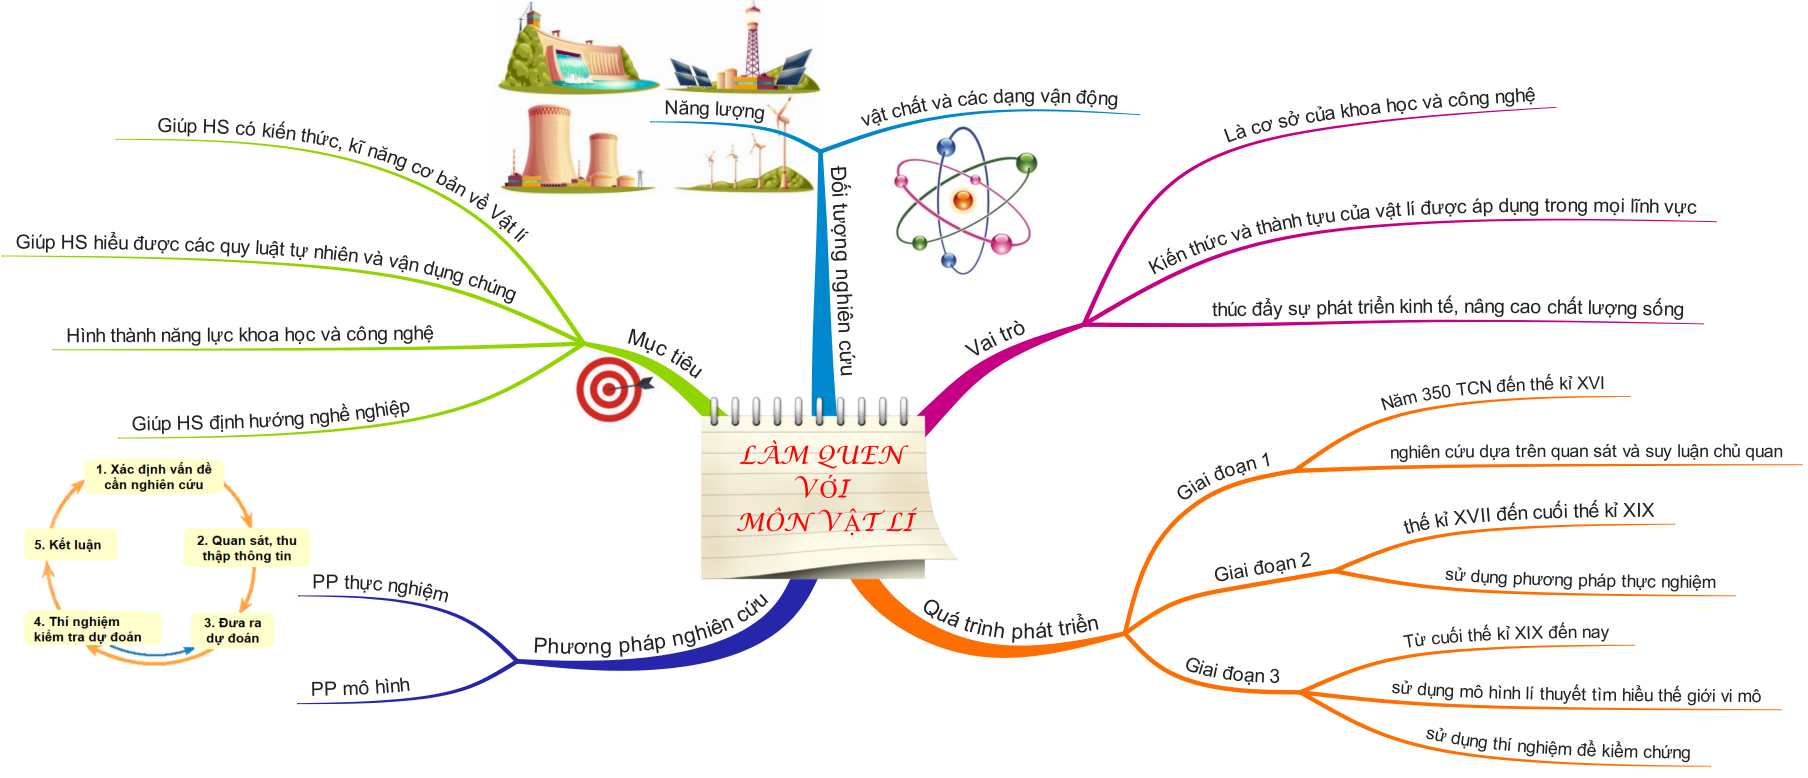 LÀM QUEN
VỚI
MÔN VẬT LÍ
Đối tượng nghiên cứu
Năng lượng
vật chất và các dạng vận động
Vai trò
Là cơ sở của khoa học và công nghệ
Kiến thức và thành tựu của vật lí được áp dụng trong mọi lĩnh vực
thúc đẩy sự phát triển kinh tế, nâng cao chất lượng sống
Quá trình phát triển
Giai đoạn 1
Năm 350 TCN đến thế kỉ XVI
nghiên cứu dựa trên quan sát và suy luận chủ quan
Giai đoạn 2
thế kỉ XVII đến cuối thế kỉ XIX
sử dụng phương pháp thực nghiệm
Giai đoạn 3
Từ cuối thế kỉ XIX đến nay
sử dụng mô hình lí thuyết tìm hiểu thế giới vi mô
sử dụng thí nghiệm để kiểm chứng
Phương pháp nghiên cứu
PP thực nghiệm
PP mô hình
1. Xác định vấn đề
cần nghiên cứu
2. Quan sát, thu
thập thông tin
3. Đưa ra
dự đoán
4. Thí nghiệm
kiểm tra dự đoán
5. Kết luận
Mục tiêu
Giúp HS có kiến thức, kĩ năng cơ bản về Vật lí
Giúp HS hiểu được các quy luật tự nhiên và vận dụng chúng
Hình thành năng lực khoa học và công nghệ
Giúp HS định hướng nghề nghiệp